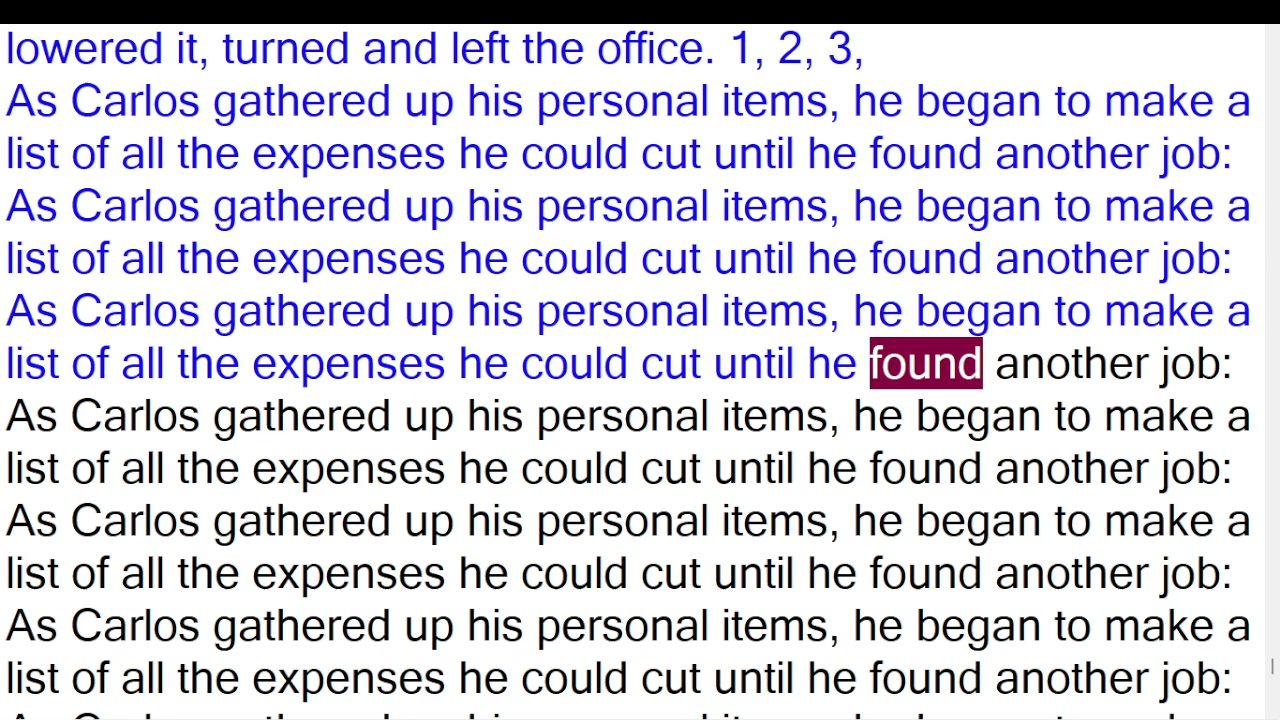 lowered it, turned and left the office. 1, 2, 3,
As Carlos gathered up his personal items, he began to make a
list of all the expenses he could cut until he found another job:
As Carlos gathered up his personal items, he began to make a
list of all the expenses he could cut until he found another job:
As Carlos gathered up his personal items, he began to make a
list of all the expenses he could cut until he found another job:
As Carlos gathered up his personal items, he began to make a
list of all the expenses he could cut until he found another job:
As Carlos gathered up his personal items, he began to make a
list of all the expenses he could cut until he found another job:
As Carlos gathered up his personal items, he began to make a
list of all the expenses he could cut until he found another job: